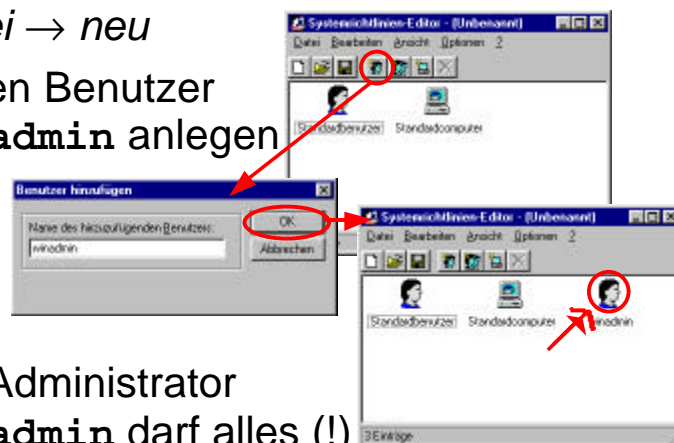 ei → neu
en Benutzer
admin anlegen
Systemrichtlinien-Editor - (Unbenannt)
Datei Bearbeiten Ansicht Optionen 2
Standardbenutzer Standardcomputer
Benutzer hinzufügen
Name des hinzuzufügenden Benutzers:
winadmin
OK
Abbrechen
Systemrichtlinien-Editor - (Unbenannt)
Datei Bearbeiten Ansicht Optionen 2
Standardbenutzer Standardcomputer winadmin
Administrator
admin darf alles (!)
3 Einträge